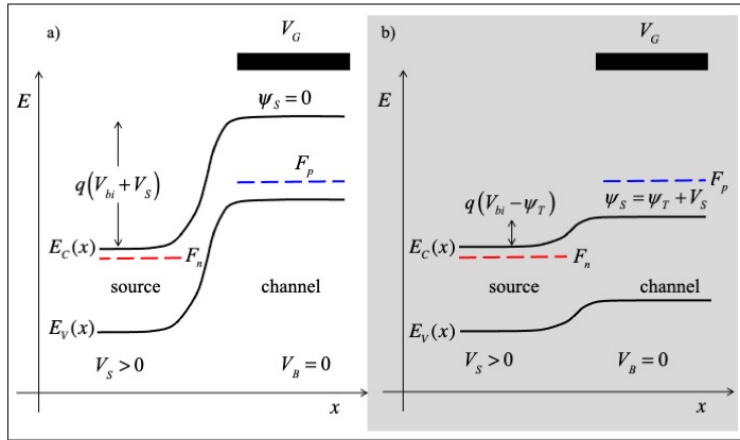 a)
V_G
E
ψ_S = 0
F_p
q(V_bi + V_S)
E_C(x)
F_n
source
channel
E_V(x)
V_S > 0
V_B = 0
x
b)
V_G
E
F_p
q(V_bi − ψ_T)
ψ_S = ψ_T + V_S
E_C(x)
F_n
source
channel
E_V(x)
V_S > 0
V_B = 0
x